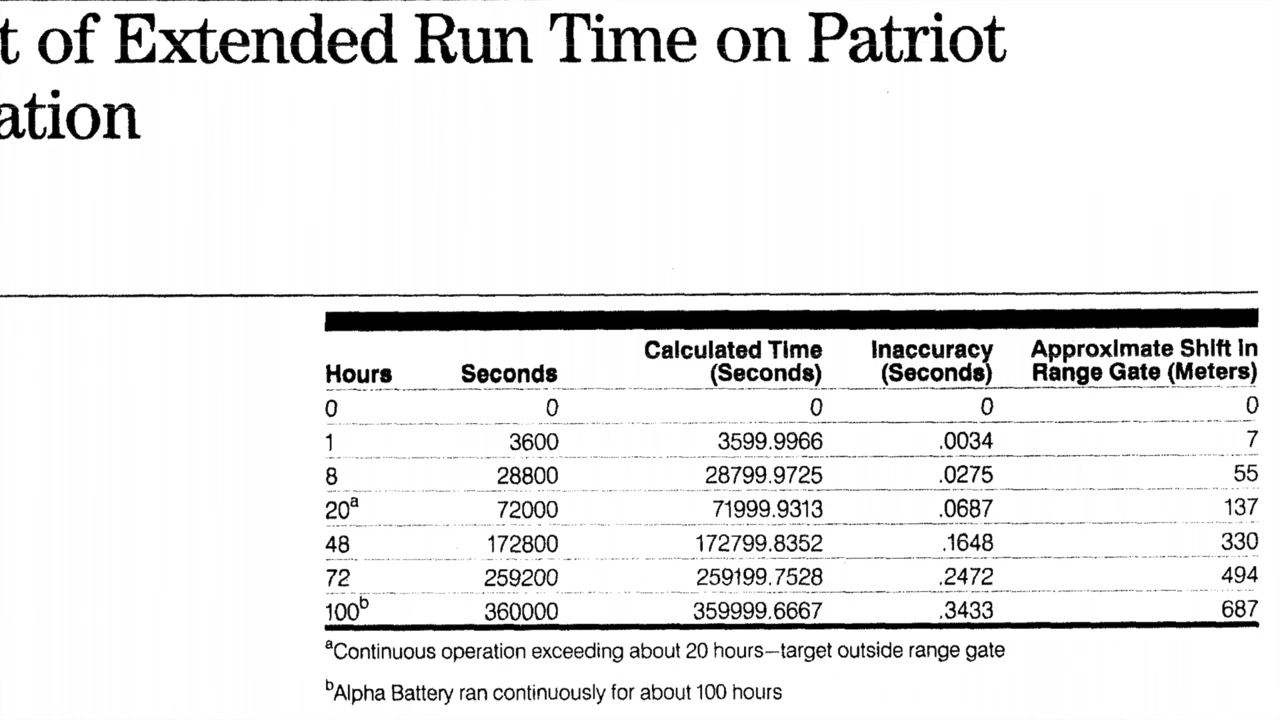 t of Extended Run Time on Patriot
ation
Hours Seconds Calculated Time (Seconds) Inaccuracy (Seconds) Approximate Shift in Range Gate (Meters)
0 0 0 0 0
1 3600 3599.9966 .0034 7
8 28800 28799.9725 .0275 55
20a 72000 71999.9313 .0687 137
48 172800 172799.8352 .1648 330
72 259200 259199.7528 .2472 494
100b 360000 359999.6667 .3433 687
aContinuous operation exceeding about 20 hours—target outside range gate
bAlpha Battery ran continuously for about 100 hours